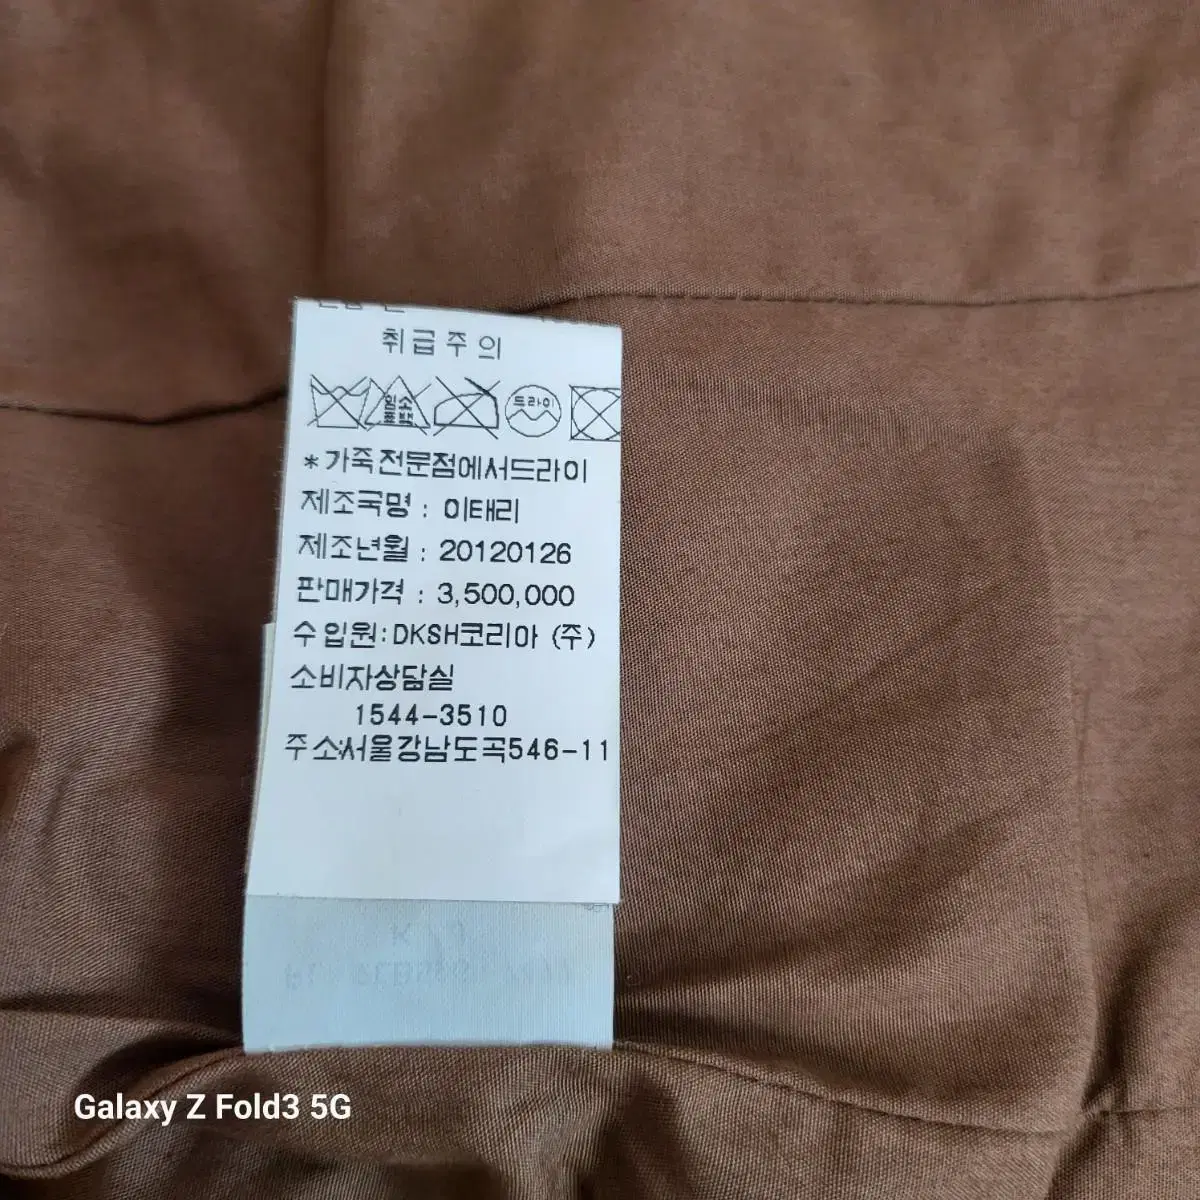 취급주의
드라이
*가죽전문점에서드라이
제조국명 : 이태리
제조년월 : 20120126
판매가격 : 3,500,000
수입원:DKSH코리아 (주)
소비자상담실
1544-3510
주소:서울강남도곡546-11
Galaxy Z Fold3 5G